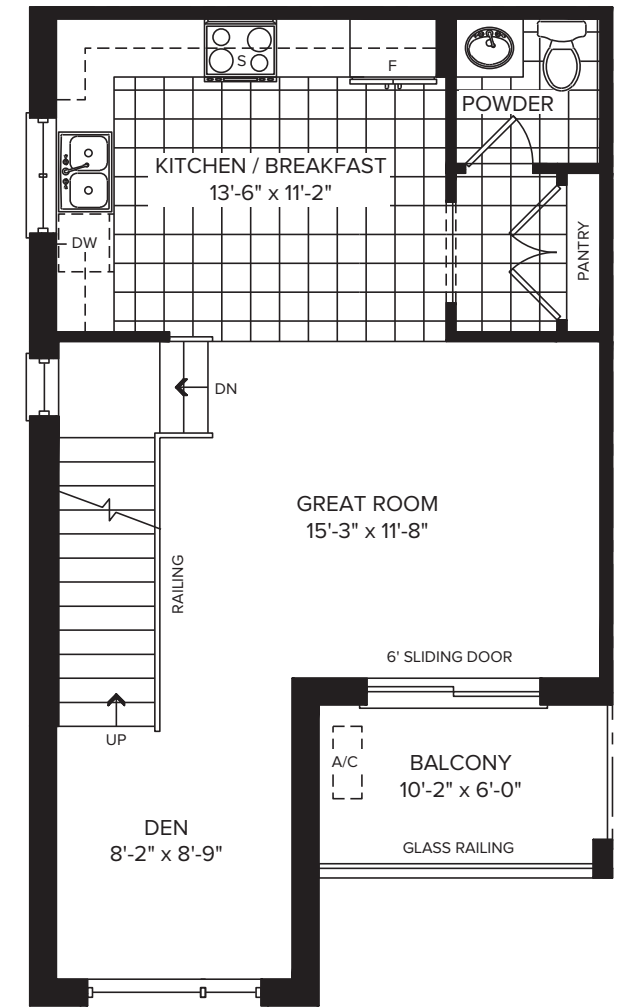 S
F
POWDER
KITCHEN / BREAKFAST
13'-6" x 11'-2"
DW
PANTRY
DN
GREAT ROOM
15'-3" x 11'-8"
RAILING
6' SLIDING DOOR
UP
A/C
BALCONY
10'-2" x 6'-0"
DEN
8'-2" x 8'-9"
GLASS RAILING